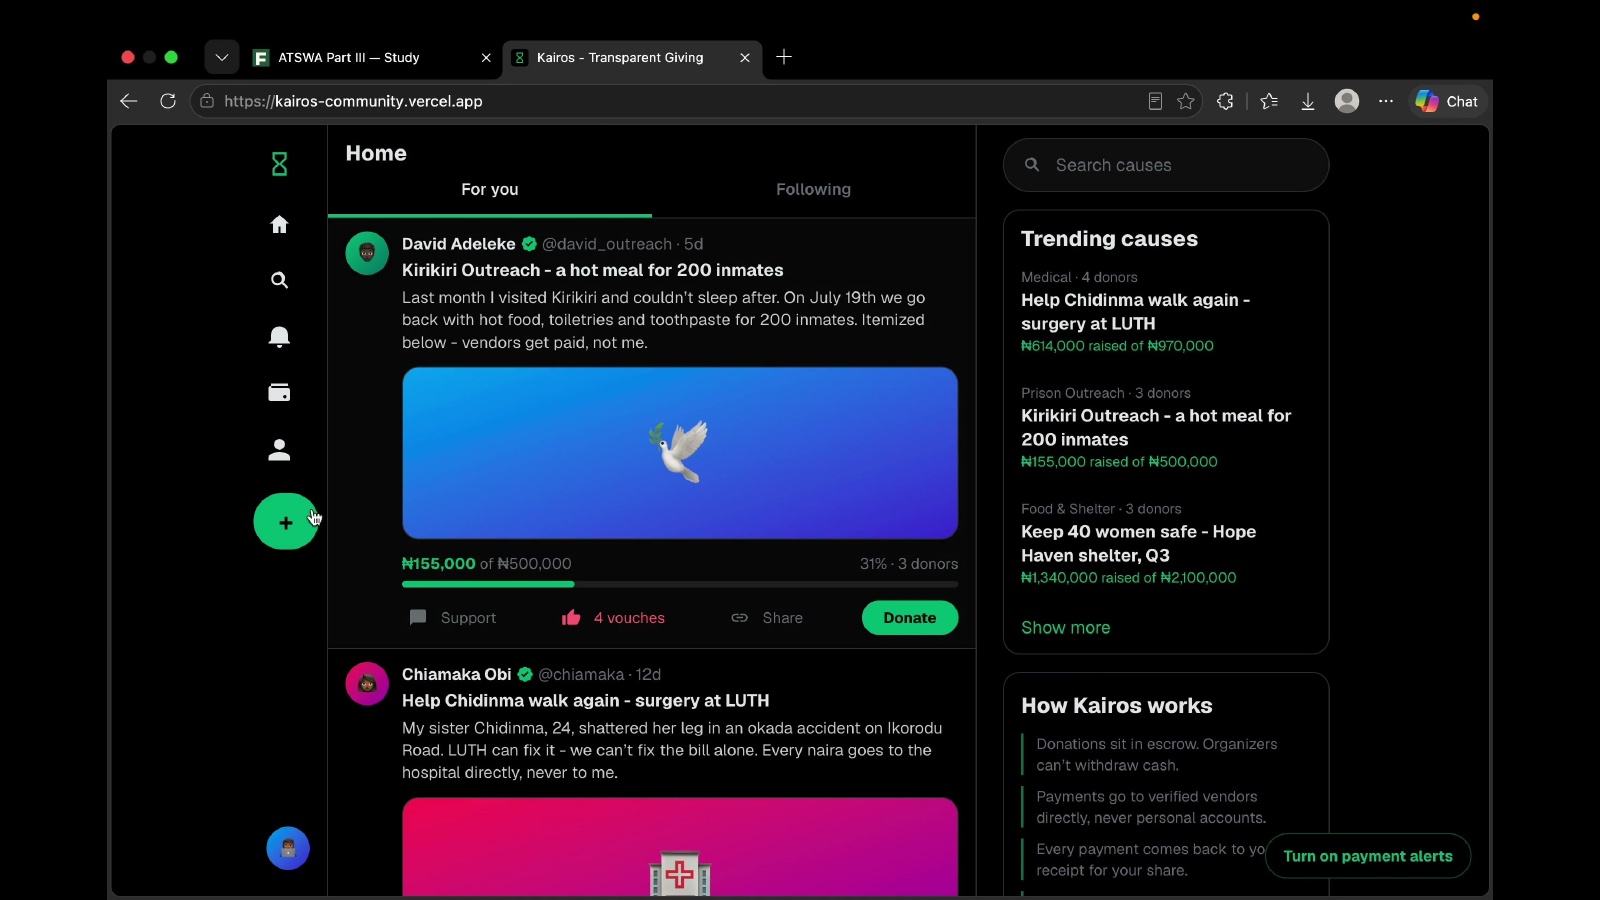 ATSWA Part III — Study
Kairos - Transparent Giving
https://kairos-community.vercel.app
Chat
Home
For you
Following
David Adeleke @david_outreach · 5d
Kirikiri Outreach - a hot meal for 200 inmates
Last month I visited Kirikiri and couldn't sleep after. On July 19th we go
back with hot food, toiletries and toothpaste for 200 inmates. Itemized
below - vendors get paid, not me.
₦155,000 of ₦500,000
31% · 3 donors
Support
4 vouches
Share
Donate
Chiamaka Obi @chiamaka · 12d
Help Chidinma walk again - surgery at LUTH
My sister Chidinma, 24, shattered her leg in an okada accident on Ikorodu
Road. LUTH can fix it - we can't fix the bill alone. Every naira goes to the
hospital directly, never to me.
Search causes
Trending causes
Medical · 4 donors
Help Chidinma walk again -
surgery at LUTH
₦614,000 raised of ₦970,000
Prison Outreach · 3 donors
Kirikiri Outreach - a hot meal for
200 inmates
₦155,000 raised of ₦500,000
Food & Shelter · 3 donors
Keep 40 women safe - Hope
Haven shelter, Q3
₦1,340,000 raised of ₦2,100,000
Show more
How Kairos works
Donations sit in escrow. Organizers
can't withdraw cash.
Payments go to verified vendors
directly, never personal accounts.
Every payment comes back to yo
receipt for your share.
Turn on payment alerts